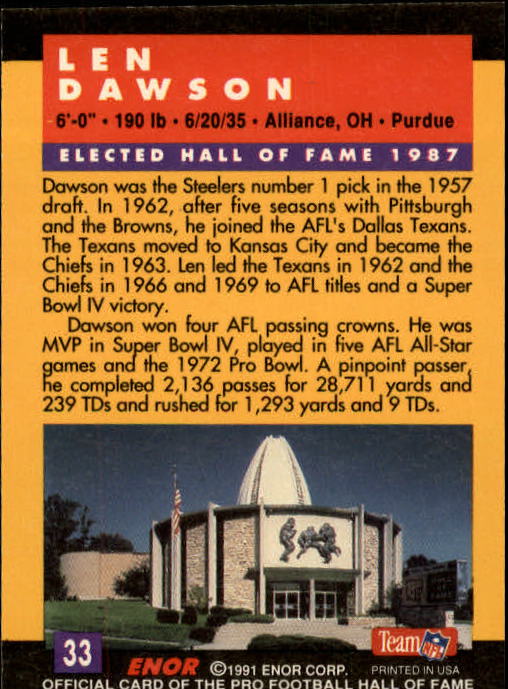 LEN
DAWSON
6'-0" • 190 lb • 6/20/35 • Alliance, OH • Purdue
ELECTED HALL OF FAME 1987
Dawson was the Steelers number 1 pick in the 1957
draft. In 1962, after five seasons with Pittsburgh
and the Browns, he joined the AFL's Dallas Texans.
The Texans moved to Kansas City and became the
Chiefs in 1963. Len led the Texans in 1962 and the
Chiefs in 1966 and 1969 to AFL titles and a Super
Bowl IV victory.
Dawson won four AFL passing crowns. He was
MVP in Super Bowl IV, played in five AFL All-Star
games and the 1972 Pro Bowl. A pinpoint passer,
he completed 2,136 passes for 28,711 yards and
239 TDs and rushed for 1,293 yards and 9 TDs.
Team NFL
33 ENOR ©1991 ENOR CORP. PRINTED IN USA
OFFICIAL CARD OF THE PRO FOOTBALL HALL OF FAME